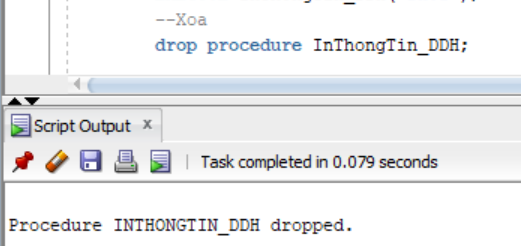 --Xoa
drop procedure InThongTin_DDH;
Script Output x
Task completed in 0.079 seconds
Procedure INTHONGTIN_DDH dropped.